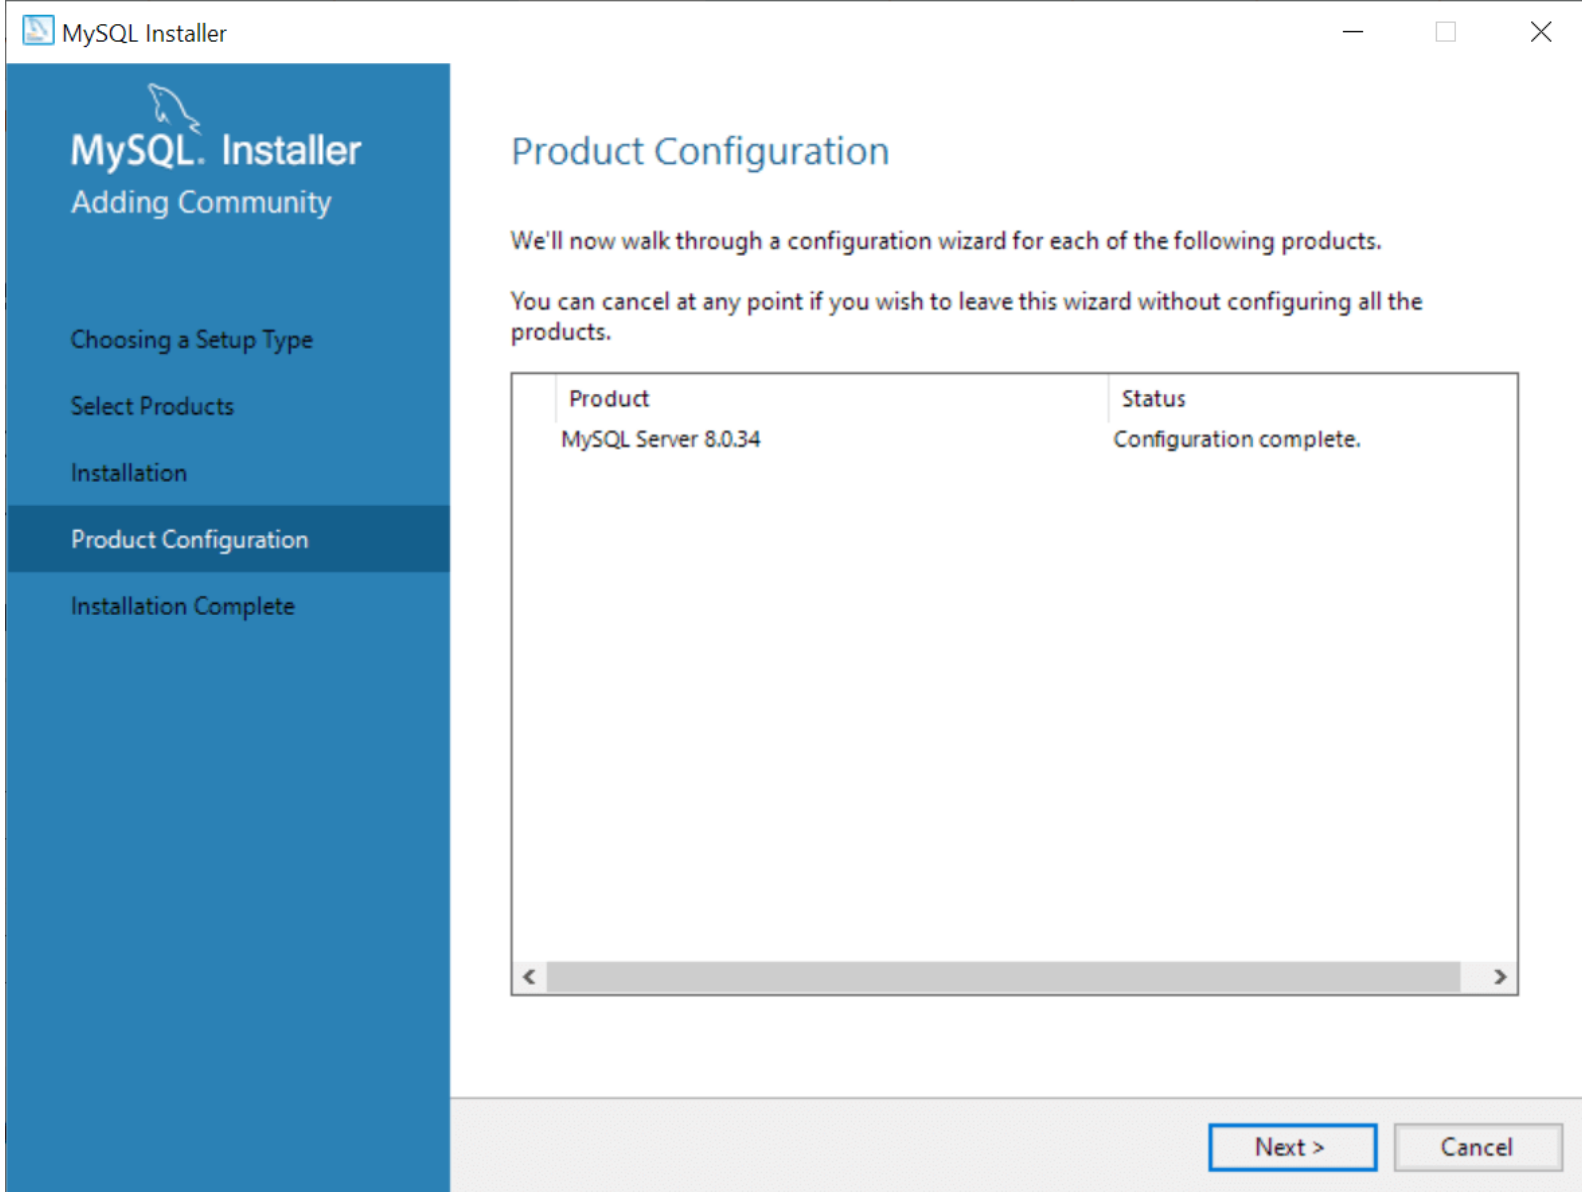 MySQL Installer
MySQL. Installer
Adding Community
Choosing a Setup Type
Select Products
Installation
Product Configuration
Installation Complete
Product Configuration
We'll now walk through a configuration wizard for each of the following products.
You can cancel at any point if you wish to leave this wizard without configuring all the
products.
Product Status
MySQL Server 8.0.34 Configuration complete.
Next > Cancel